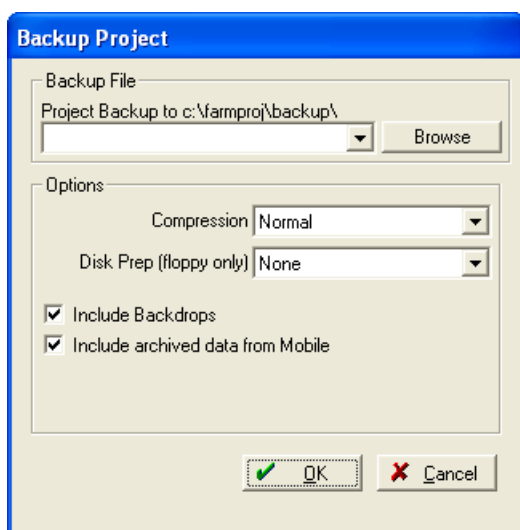 Backup Project
Backup File
Project Backup to c:\farmproj\backup\
Browse
Options
Compression Normal
Disk Prep (floppy only) None
Include Backdrops
Include archived data from Mobile
OK Cancel